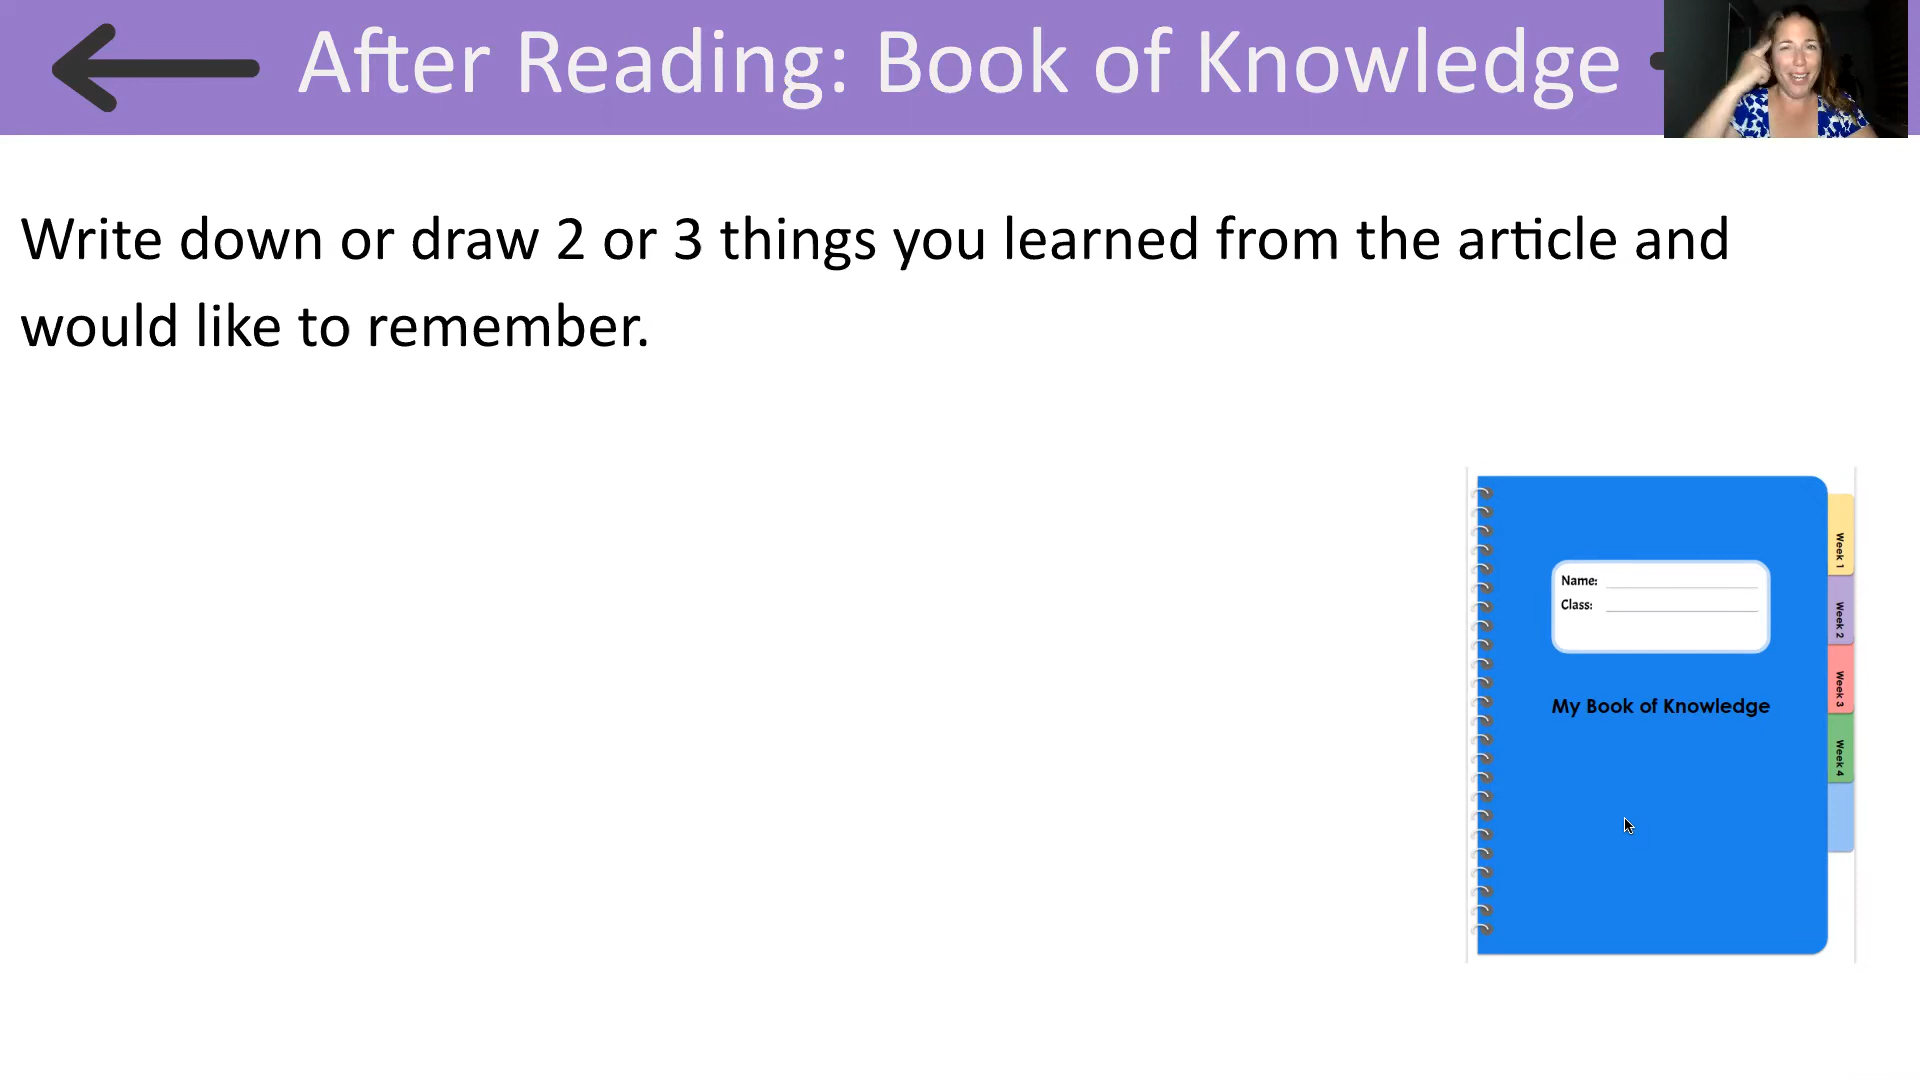 After Reading: Book of Knowledge
Write down or draw 2 or 3 things you learned from the article and
would like to remember.
Name:
Class:
My Book of Knowledge
Week 1
Week 2
Week 3
Week 4